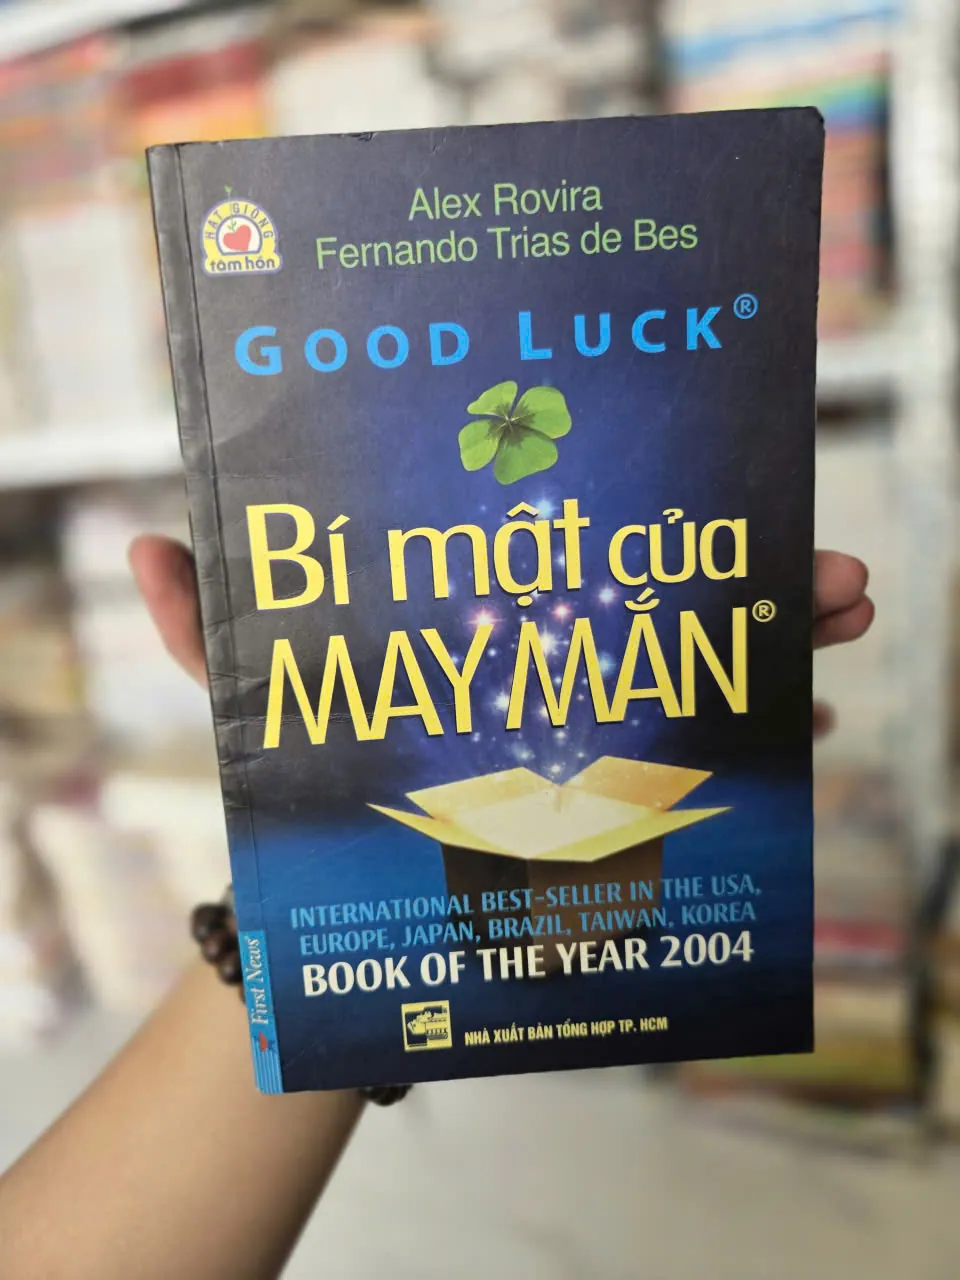 HẠT GIỐNG
tâm hồn
Alex Rovira
Fernando Trias de Bes
GOOD LUCK®
Bí mật của
MAY MẮN®
INTERNATIONAL BEST-SELLER IN THE USA,
EUROPE, JAPAN, BRAZIL, TAIWAN, KOREA
BOOK OF THE YEAR 2004
First News®
NHÀ XUẤT BẢN TỔNG HỢP TP. HCM